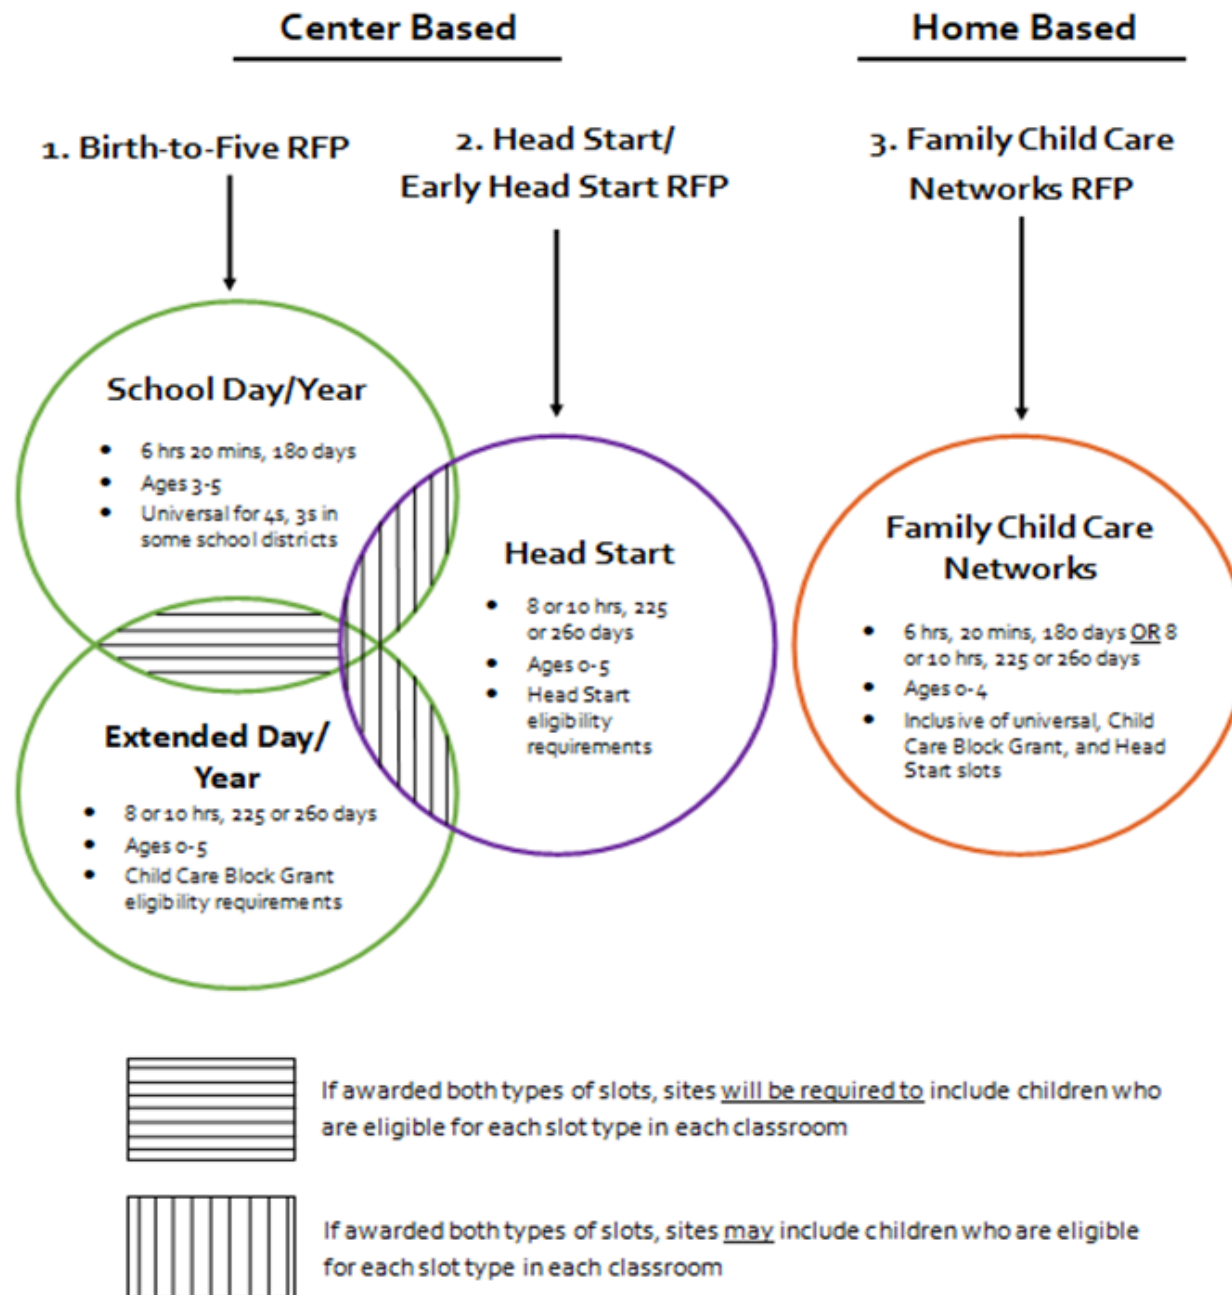 Center Based
Home Based
1. Birth-to-Five RFP
2. Head Start/
Early Head Start RFP
3. Family Child Care
Networks RFP
School Day/Year
• 6 hrs 20 mins, 180 days
• Ages 3-5
• Universal for 4s, 3s in
some school districts
Extended Day/
Year
• 8 or 10 hrs, 225 or 260 days
• Ages 0-5
• Child Care Block Grant
eligibility requirements
Head Start
• 8 or 10 hrs, 225
or 260 days
• Ages 0-5
• Head Start
eligibility
requirements
Family Child Care
Networks
• 6 hrs, 20 mins, 180 days OR 8
or 10 hrs, 225 or 260 days
• Ages 0-4
• Inclusive of universal, Child
Care Block Grant, and Head
Start slots
If awarded both types of slots, sites will be required to include children who
are eligible for each slot type in each classroom
If awarded both types of slots, sites may include children who are eligible
for each slot type in each classroom